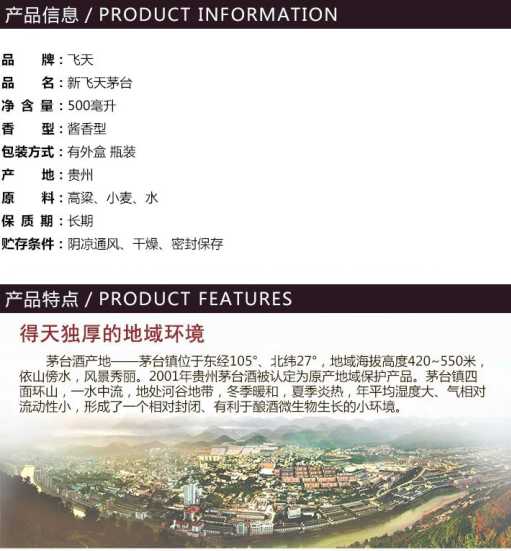 产品信息 / PRODUCT INFORMATION
品 牌：飞天
品 名：新飞天茅台
净 含 量：500毫升
香 型：酱香型
包装方式：有外盒 瓶装
产 地：贵州
原 料：高粱、小麦、水
保 质 期：长期
贮存条件：阴凉通风、干燥、密封保存
产品特点 / PRODUCT FEATURES
得天独厚的地域环境
茅台酒产地——茅台镇位于东经105°、北纬27°，地域海拔高度420~550米，
依山傍水，风景秀丽。2001年贵州茅台酒被认定为原产地域保护产品。茅台镇四
面环山，一水中流，地处河谷地带，冬季暖和，夏季炎热，年平均湿度大、气相对
流动性小，形成了一个相对封闭、有利于酿酒微生物生长的小环境。